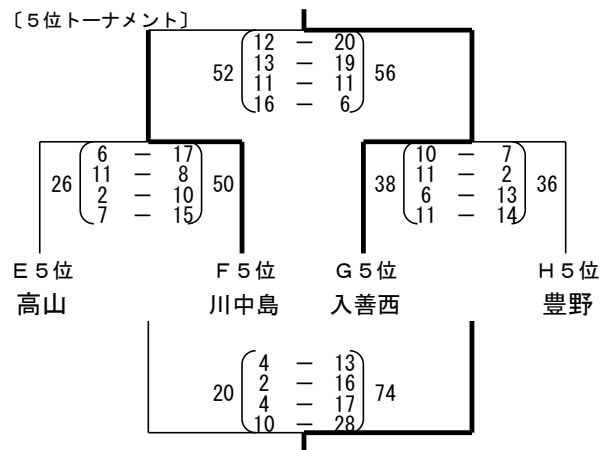 〔５位トーナメント〕
52 12 ― 20 56
13 ― 19
11 ― 11
16 ― 6
26 6 ― 17 50
11 ― 8
2 ― 10
7 ― 15
38 10 ― 7 36
11 ― 2
6 ― 13
11 ― 14
Ｅ５位 Ｆ５位 Ｇ５位 Ｈ５位
高山 川中島 入善西 豊野
20 4 ― 13 74
2 ― 16
4 ― 17
10 ― 28